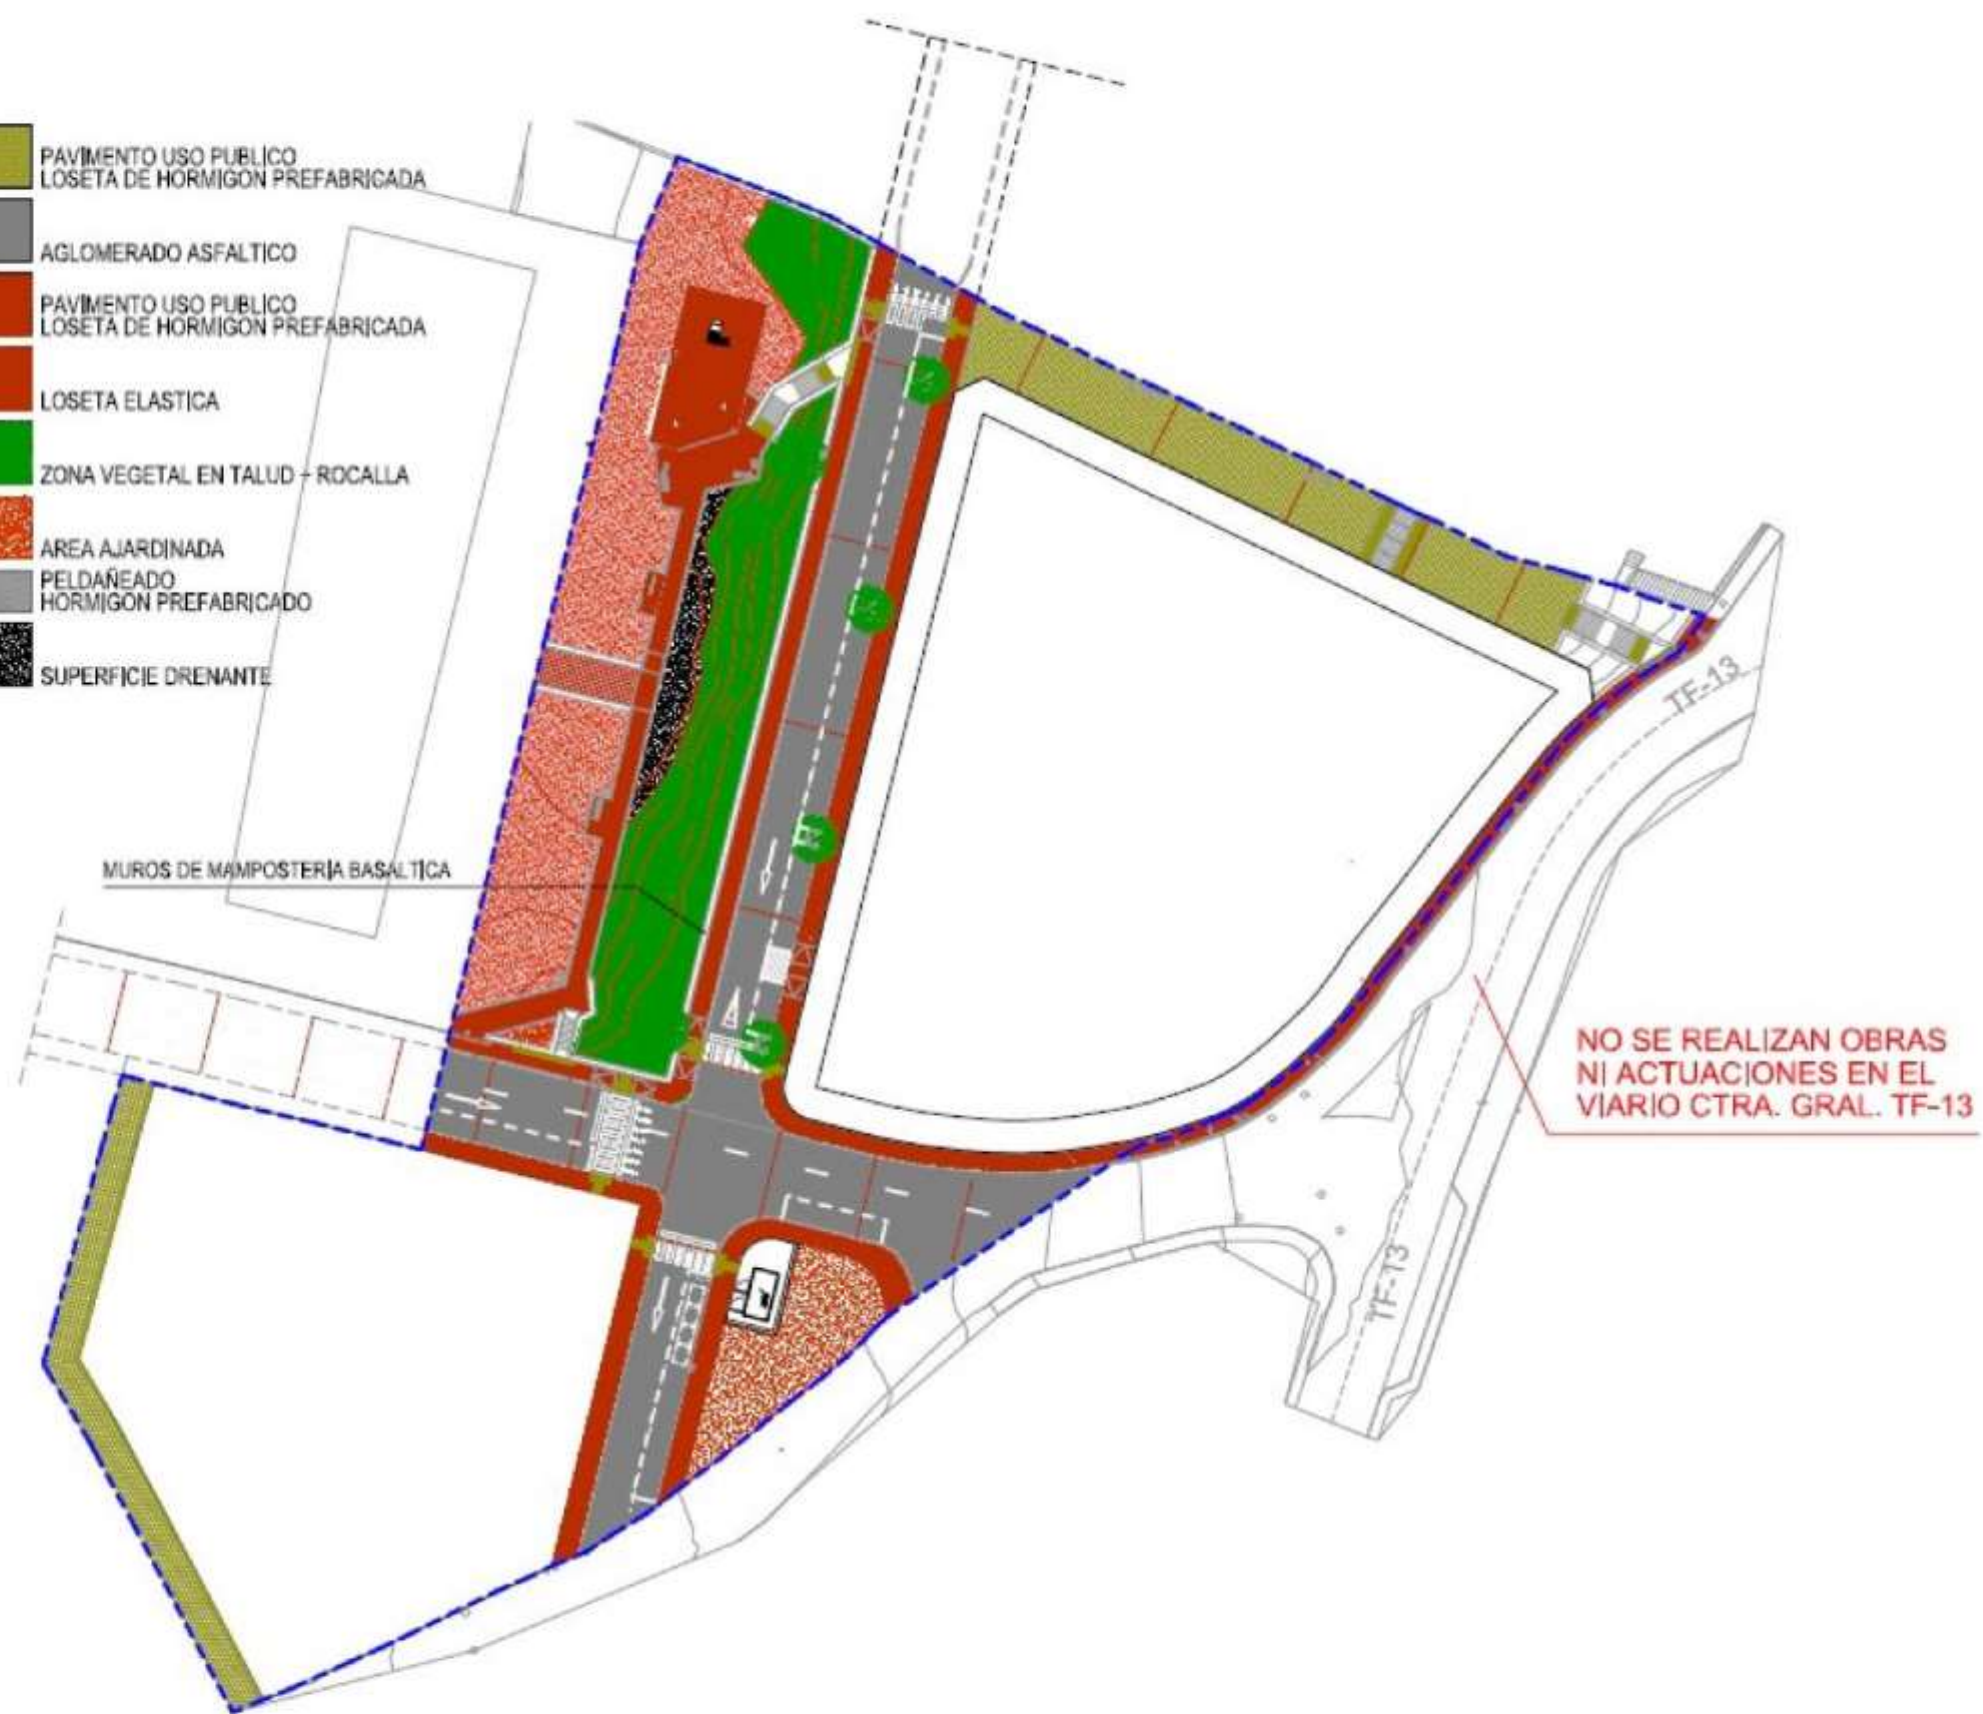 PAVIMENTO USO PUBLICO
LOSETA DE HORMIGON PREFABRICADA
AGLOMERADO ASFALTICO
PAVIMENTO USO PUBLICO
LOSETA DE HORMIGON PREFABRICADA
LOSETA ELASTICA
ZONA VEGETAL EN TALUD + ROCALLA
AREA AJARDINADA
PELDAÑEADO
HORMIGON PREFABRICADO
SUPERFICIE DRENANTE
MUROS DE MAMPOSTERÍA BASALTICA
TF-13
NO SE REALIZAN OBRAS
NI ACTUACIONES EN EL
VIARIO CTRA. GRAL. TF-13
TF-13